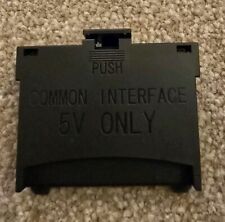 PUSH
COMMON INTERFACE
5V ONLY